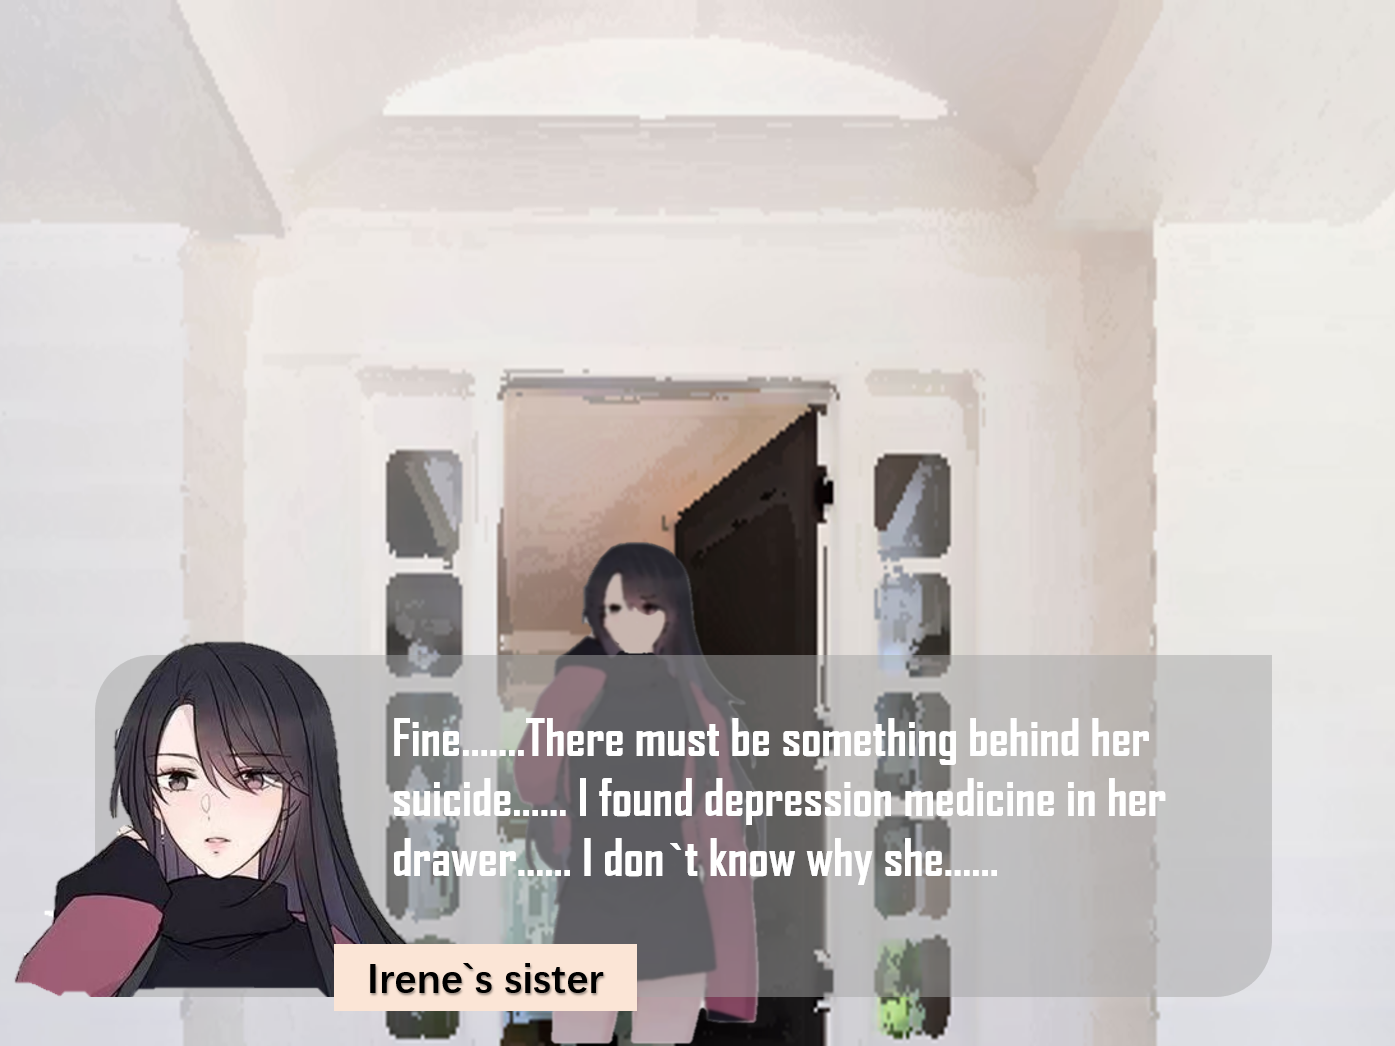 Fine.......There must be something behind her
suicide...... I found depression medicine in her
drawer...... I don`t know why she......
Irene`s sister